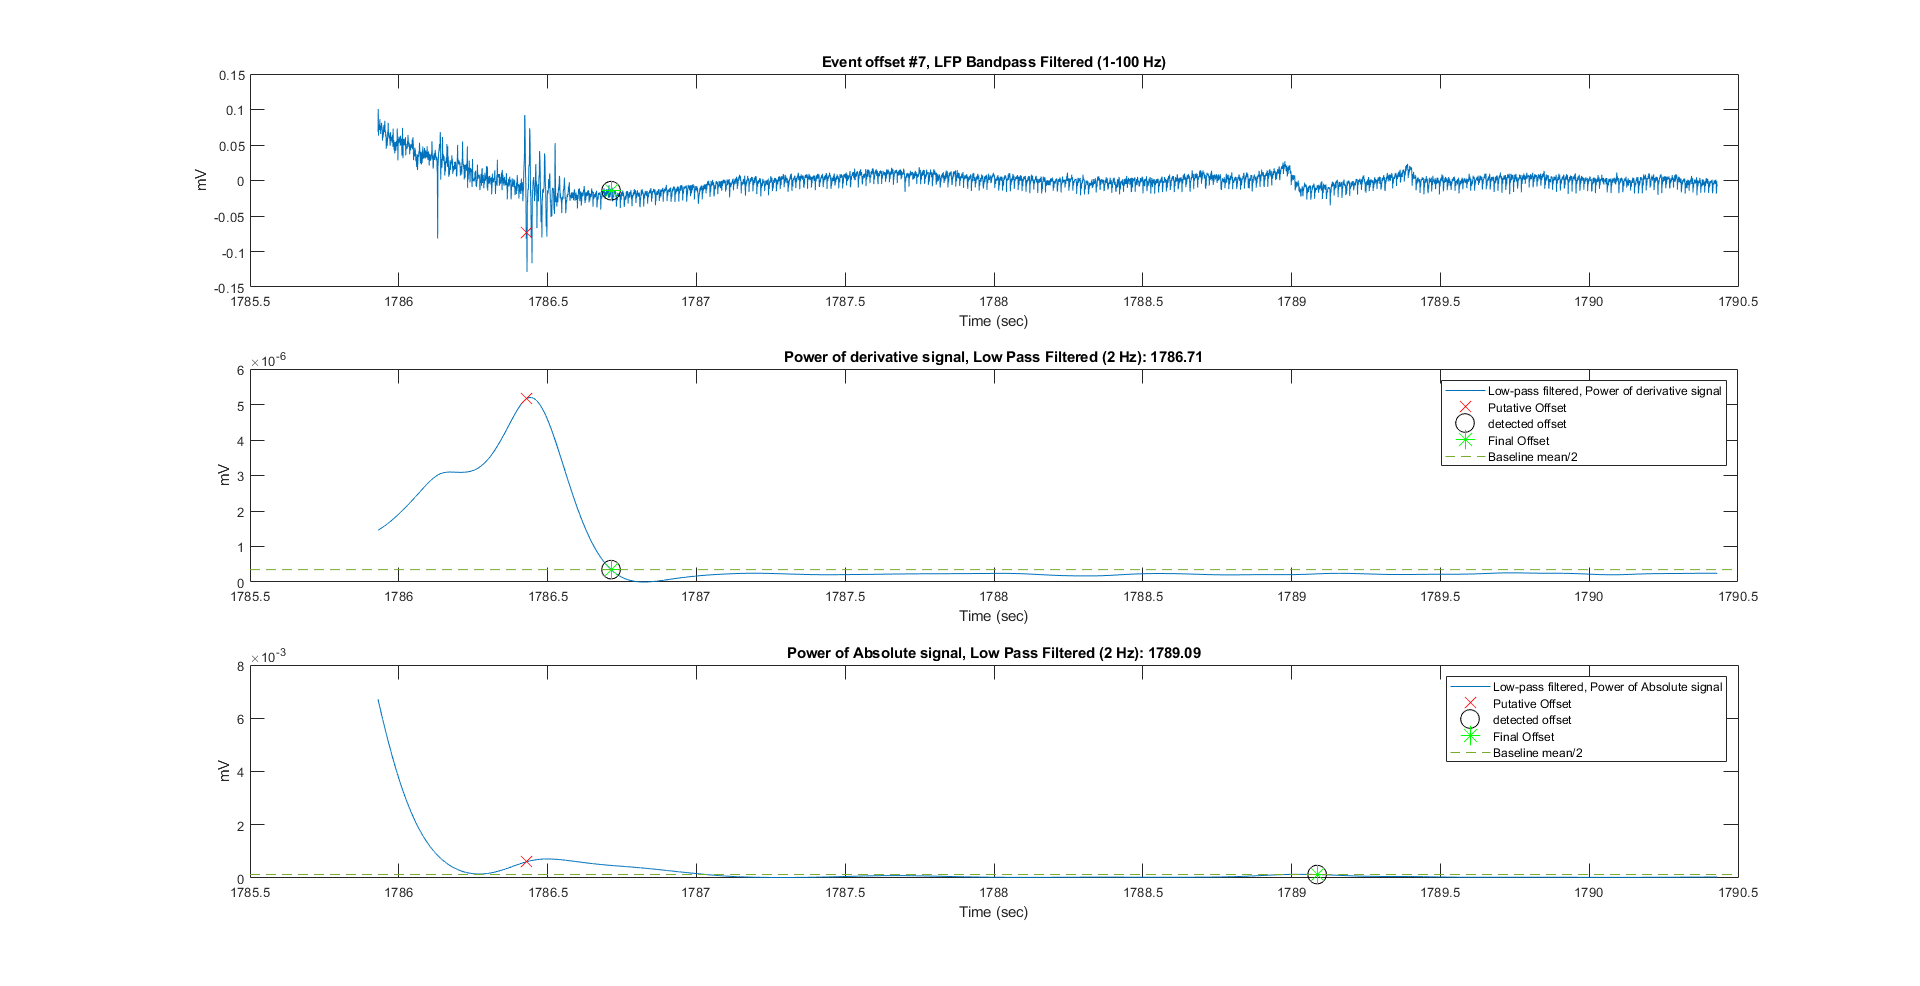 Event offset #7, LFP Bandpass Filtered (1-100 Hz)
0.15
0.1
0.05
0
-0.05
-0.1
-0.15
mV
1785.5 1786 1786.5 1787 1787.5 1788 1788.5 1789 1789.5 1790 1790.5
Time (sec)
Power of derivative signal, Low Pass Filtered (2 Hz): 1786.71
×10-6
6
5
4
3
2
1
0
mV
Low-pass filtered, Power of derivative signal
Putative Offset
detected offset
Final Offset
Baseline mean/2
1785.5 1786 1786.5 1787 1787.5 1788 1788.5 1789 1789.5 1790 1790.5
Time (sec)
Power of Absolute signal, Low Pass Filtered (2 Hz): 1789.09
×10-3
8
6
4
2
0
mV
Low-pass filtered, Power of Absolute signal
Putative Offset
detected offset
Final Offset
Baseline mean/2
1785.5 1786 1786.5 1787 1787.5 1788 1788.5 1789 1789.5 1790 1790.5
Time (sec)